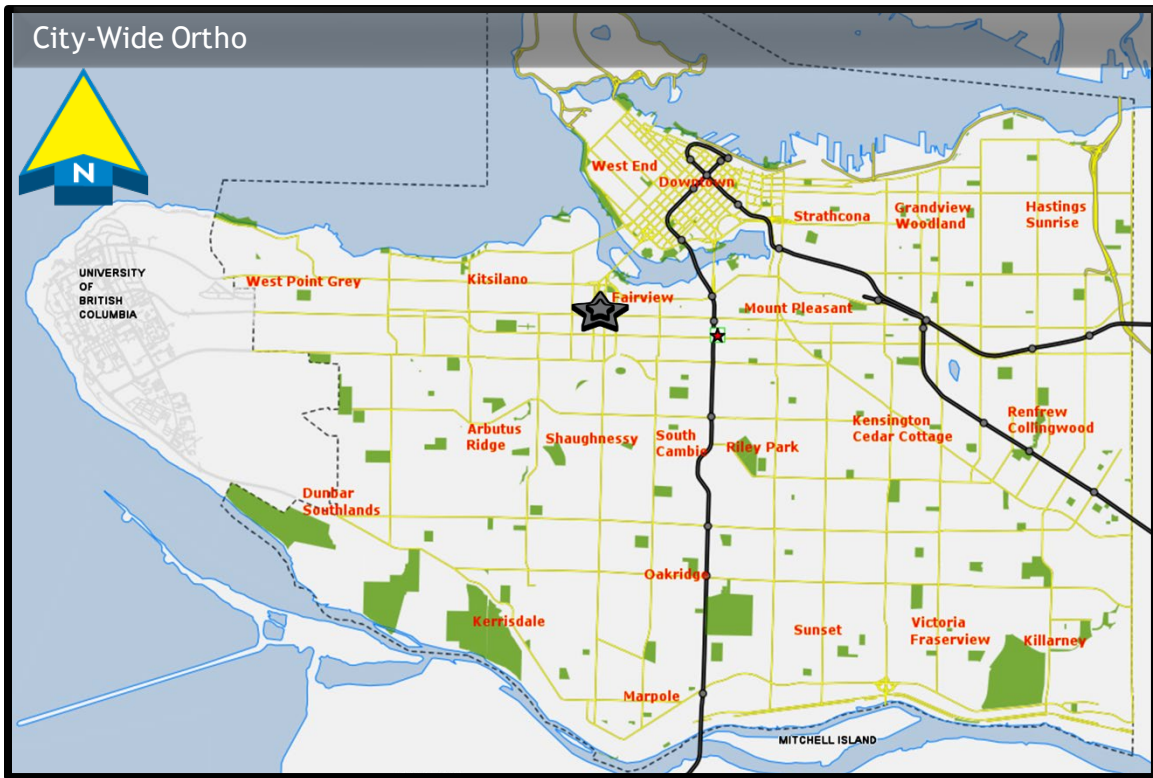 City-Wide Ortho
N
West End
Downtown
Strathcona
Grandview
Woodland
Hastings
Sunrise
UNIVERSITY
OF
BRITISH
COLUMBIA
West Point Grey
Kitsilano
Fairview
Mount Pleasant
Arbutus
Ridge
Shaughnessy
South
Cambie
Riley Park
Kensington
Cedar Cottage
Renfrew
Collingwood
Dunbar
Southlands
Oakridge
Kerrisdale
Sunset
Victoria
Fraserview
Killarney
Marpole
MITCHELL ISLAND